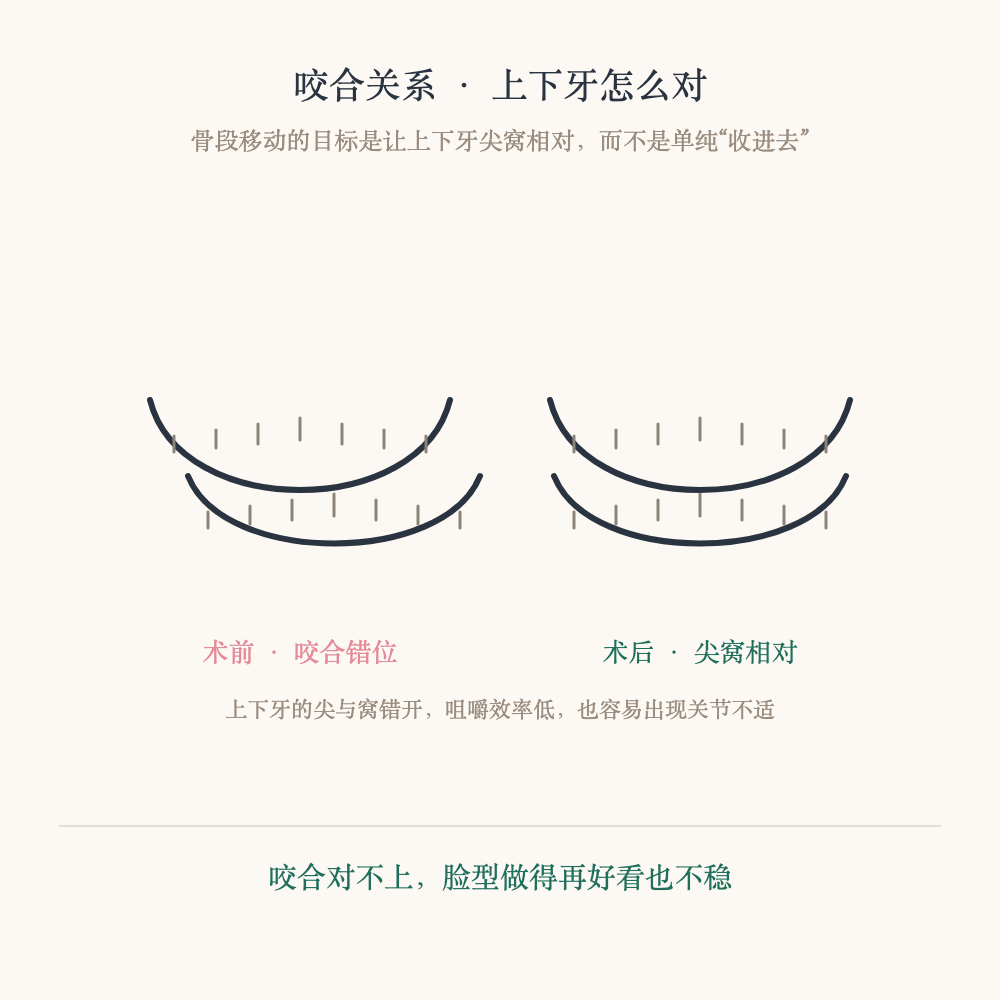 咬合关系 · 上下牙怎么对
骨段移动的目标是让上下牙尖窝相对，而不是单纯“收进去”
术前 · 咬合错位
术后 · 尖窝相对
上下牙的尖与窝错开，咀嚼效率低，也容易出现关节不适
咬合对不上，脸型做得再好看也不稳